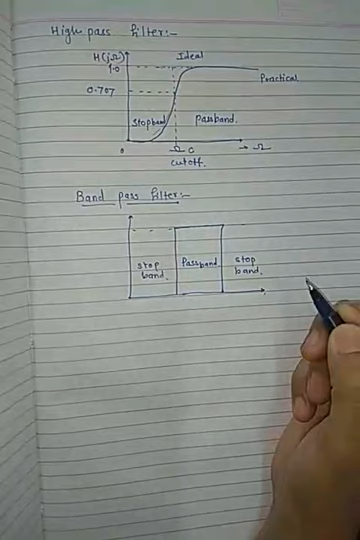 High pass filter:-
H(jΩ)
Ideal
1.0
Practical
0.707
Stopband
Passband.
0
Ω C
→ Ω
cutoff.
Band pass filter:-
stop band.
Passband
stop band.